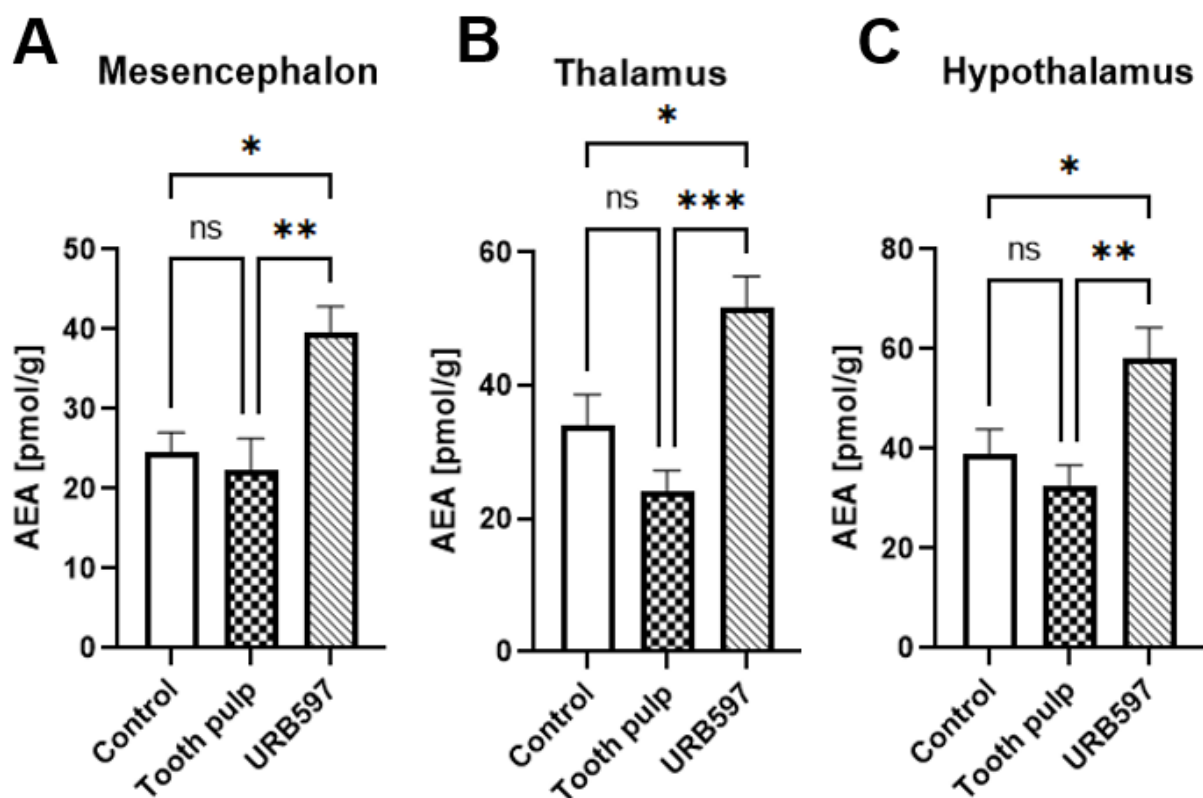 A
Mesencephalon
*
ns
**
50
40
30
20
10
0
AEA [pmol/g]
Control
Tooth pulp
URB597
B
Thalamus
*
ns
***
60
40
20
0
AEA [pmol/g]
Control
Tooth pulp
URB597
C
Hypothalamus
*
ns
**
80
60
40
20
0
AEA [pmol/g]
Control
Tooth pulp
URB597